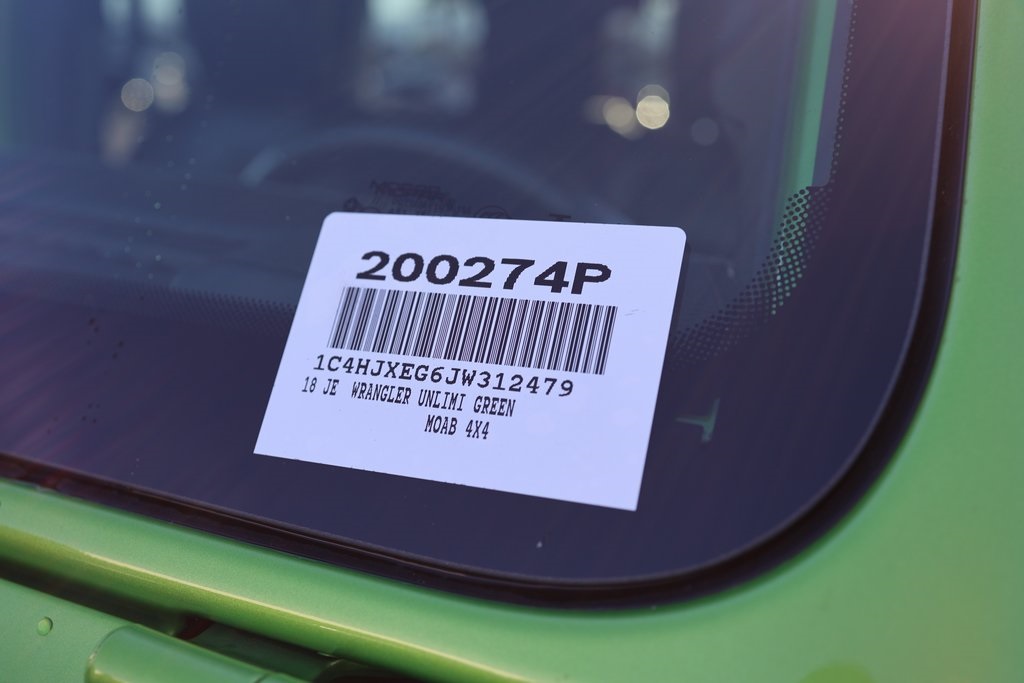 200274P
1C4HJXEG6JW312479
18 JE WRANGLER UNLIMI GREEN
MOAB 4X4